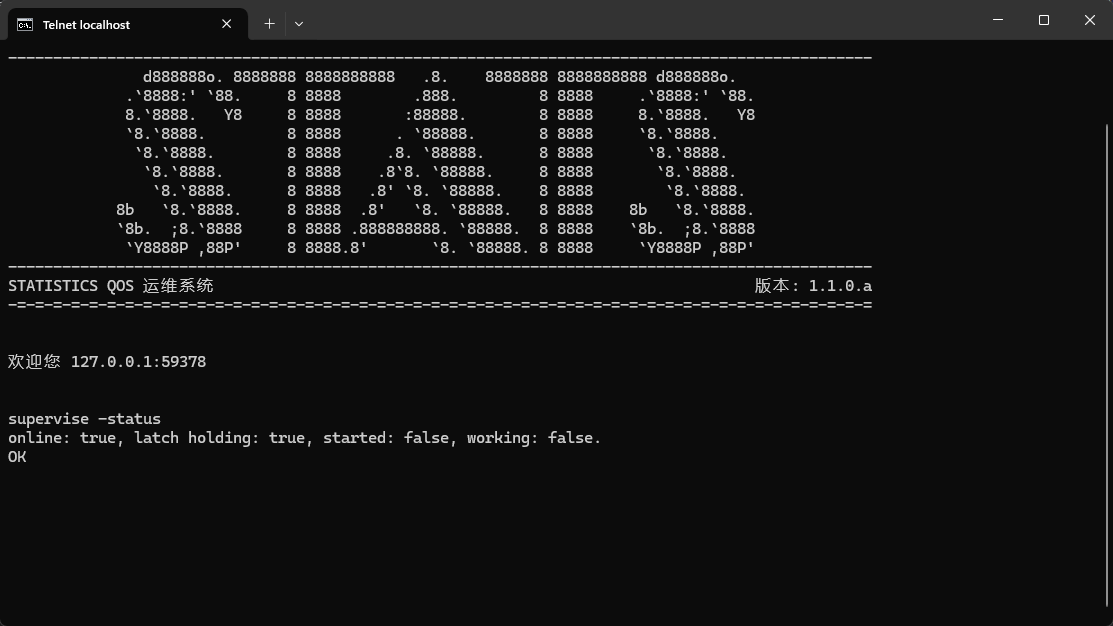 Telnet localhost
--------------------------------------------------------------------------------
               d888888o. 8888888 8888888888   .8.    8888888 8888888888 d888888o.
             .`8888:' `88.     8 8888        .888.         8 8888     .`8888:' `88.
             8.`8888.   Y8     8 8888       :88888.        8 8888     8.`8888.   Y8
             `8.`8888.         8 8888      . `88888.       8 8888     `8.`8888.
              `8.`8888.        8 8888     .8. `88888.      8 8888      `8.`8888.
               `8.`8888.       8 8888    .8`8. `88888.     8 8888       `8.`8888.
                `8.`8888.      8 8888   .8' `8. `88888.    8 8888        `8.`8888.
            8b   `8.`8888.     8 8888  .8'   `8. `88888.   8 8888    8b   `8.`8888.
            `8b.  ;8.`8888     8 8888 .888888888. `88888.  8 8888    `8b.  ;8.`8888
             `Y8888P ,88P'     8 8888.8'       `8. `88888. 8 8888     `Y8888P ,88P'
--------------------------------------------------------------------------------
STATISTICS QOS 运维系统 版本: 1.1.0.a
-=-=-=-=-=-=-=-=-=-=-=-=-=-=-=-=-=-=-=-=-=-=-=-=-=-=-=-=-=-=-=-=-=-=-=-=-=-=-=-=-=-=-=-=-=-=-=-=
欢迎您 127.0.0.1:59378
supervise -status
online: true, latch holding: true, started: false, working: false.
OK